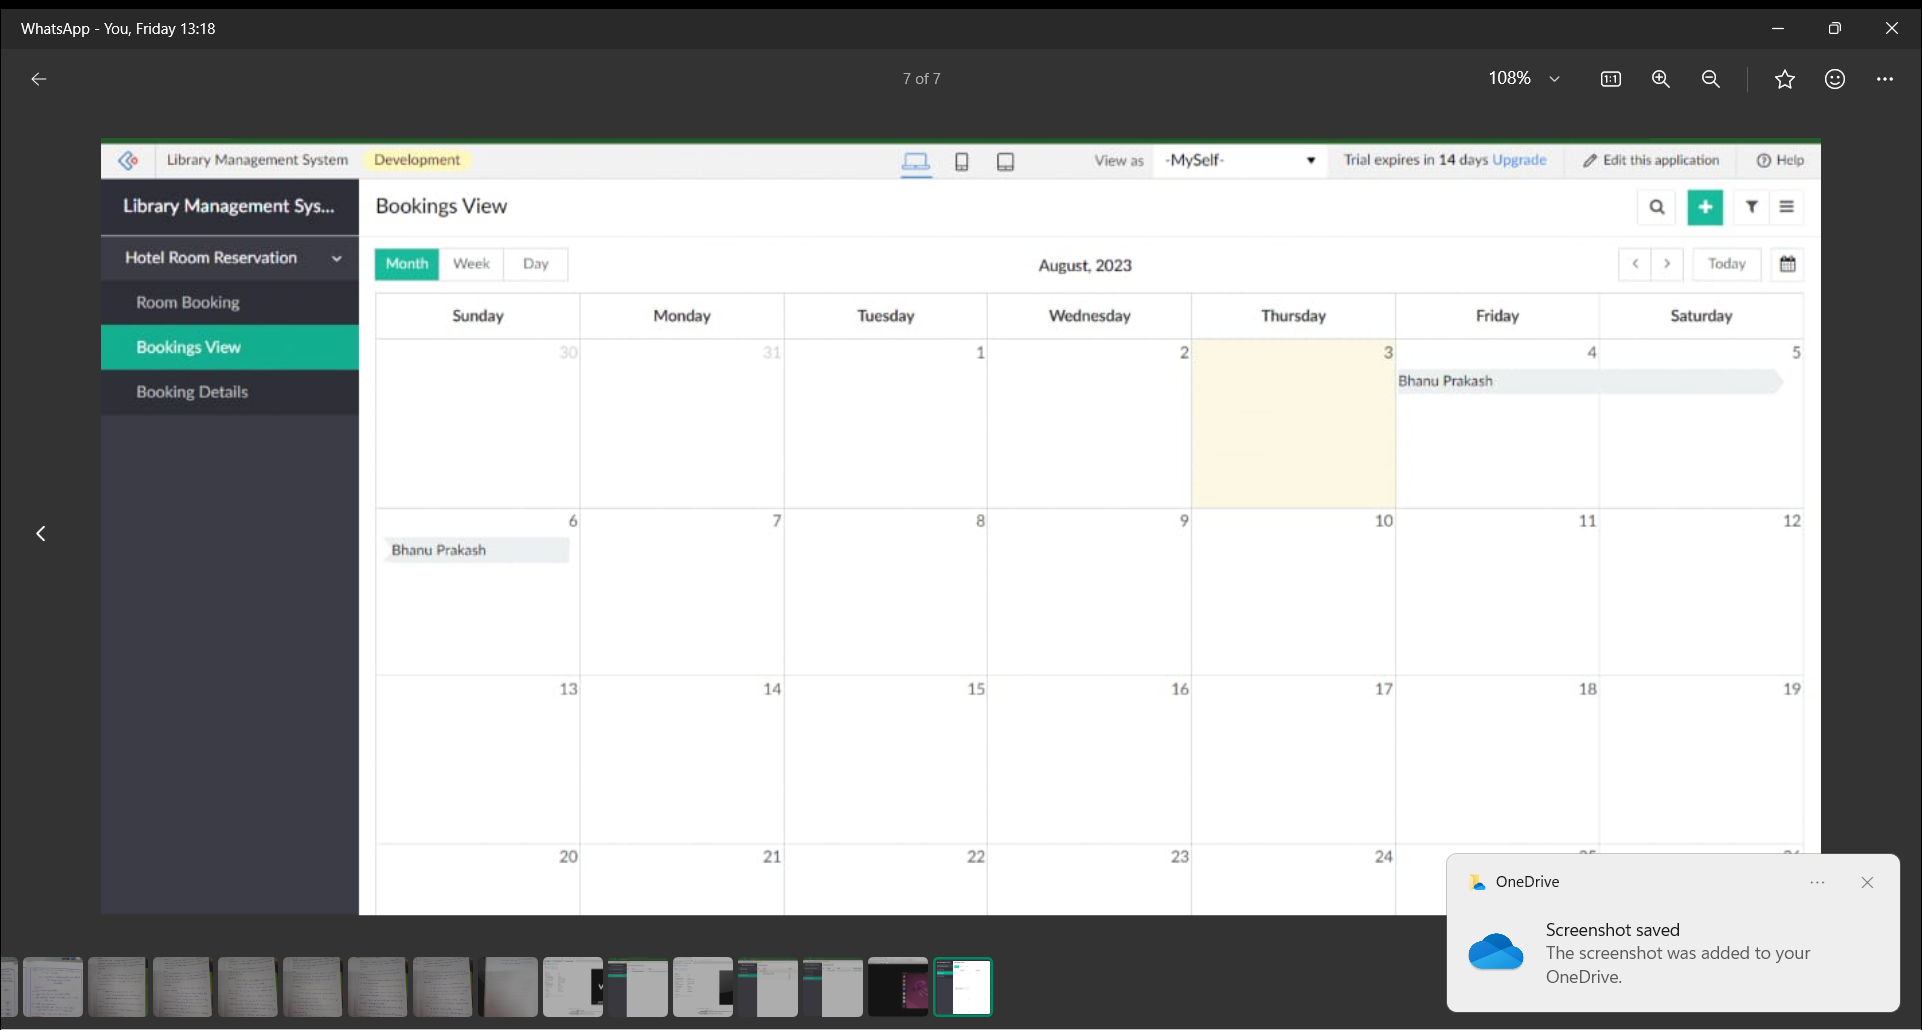 WhatsApp - You, Friday 13:18
7 of 7
108%
1:1
Library Management System
Development
View as
-MySelf-
Trial expires in 14 days Upgrade
Edit this application
Help
Library Management Sys...
Bookings View
Hotel Room Reservation
Room Booking
Bookings View
Booking Details
Month Week Day
August, 2023
Today
Sunday Monday Tuesday Wednesday Thursday Friday Saturday
30 31 1 2 3 4 5
Bhanu Prakash
6 7 8 9 10 11 12
Bhanu Prakash
13 14 15 16 17 18 19
20 21 22 23 24
OneDrive
Screenshot saved
The screenshot was added to your
OneDrive.